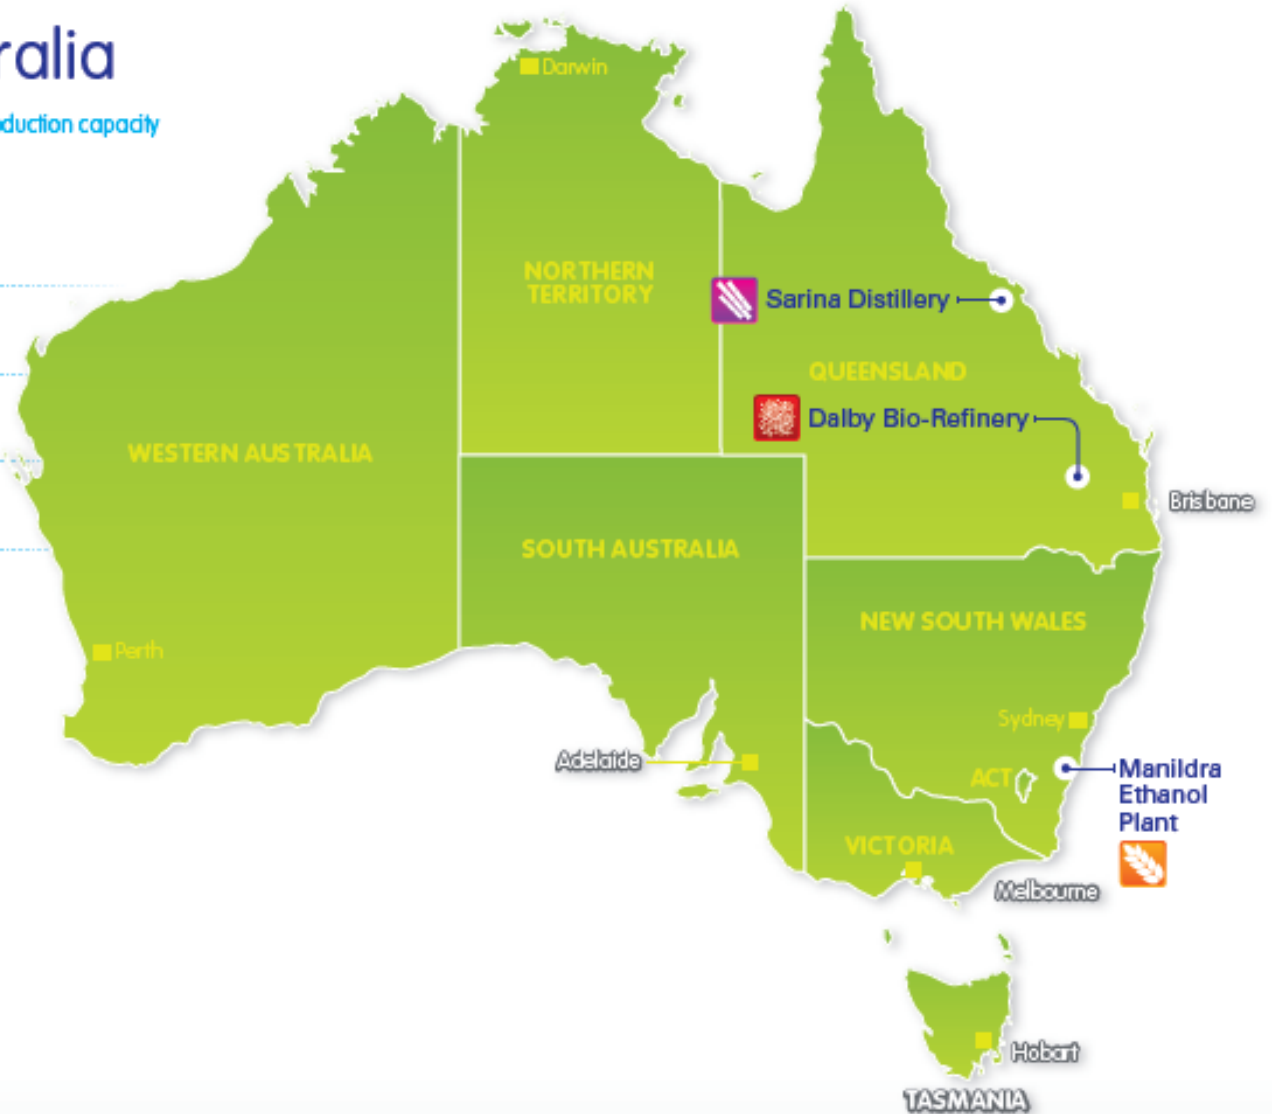 ralia
oduction capacity
Darwin
NORTHERN
TERRITORY
Sarina Distillery
QUEENSLAND
Dalby Bio-Refinery
WESTERN AUSTRALIA
Brisbane
SOUTH AUSTRALIA
NEW SOUTH WALES
Perth
Sydney
Adelaide
ACT
Manildra
Ethanol
Plant
VICTORIA
Melbourne
Hobart
TASMANIA